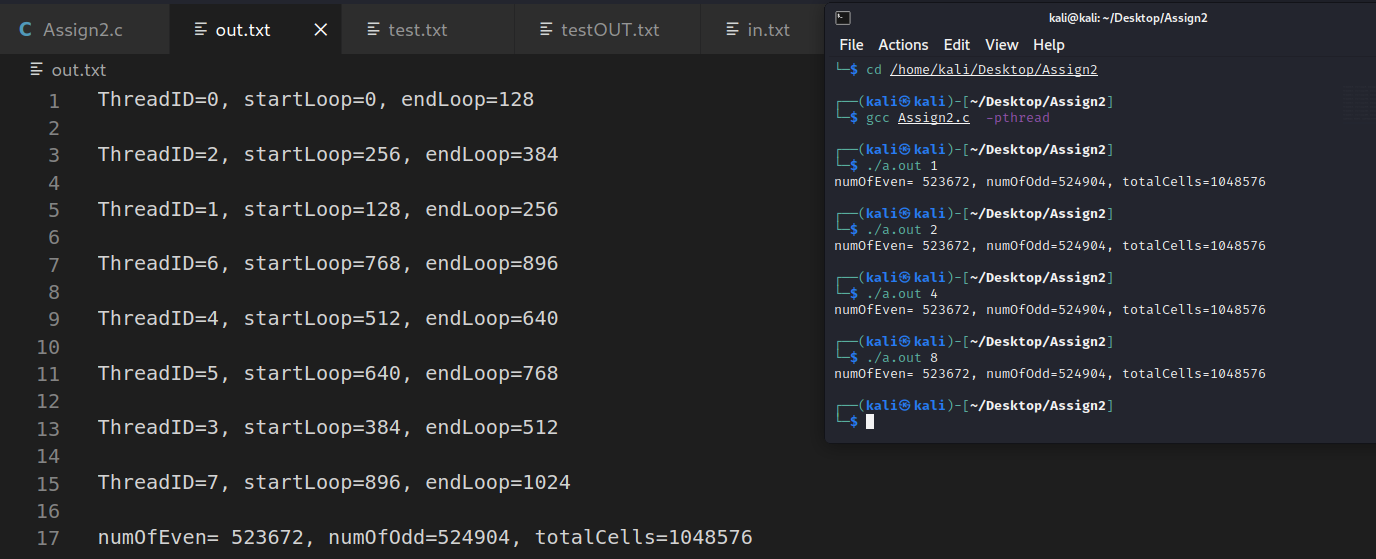 C Assign2.c out.txt × test.txt testOUT.txt in.txt
out.txt
1 ThreadID=0, startLoop=0, endLoop=128
2
3 ThreadID=2, startLoop=256, endLoop=384
4
5 ThreadID=1, startLoop=128, endLoop=256
6
7 ThreadID=6, startLoop=768, endLoop=896
8
9 ThreadID=4, startLoop=512, endLoop=640
10
11 ThreadID=5, startLoop=640, endLoop=768
12
13 ThreadID=3, startLoop=384, endLoop=512
14
15 ThreadID=7, startLoop=896, endLoop=1024
16
17 numOfEven= 523672, numOfOdd=524904, totalCells=1048576
kali@kali: ~/Desktop/Assign2
File Actions Edit View Help
└─$ cd /home/kali/Desktop/Assign2
┌──(kali㉿kali)-[~/Desktop/Assign2]
└─$ gcc Assign2.c  -pthread
┌──(kali㉿kali)-[~/Desktop/Assign2]
└─$ ./a.out 1
numOfEven= 523672, numOfOdd=524904, totalCells=1048576
┌──(kali㉿kali)-[~/Desktop/Assign2]
└─$ ./a.out 2
numOfEven= 523672, numOfOdd=524904, totalCells=1048576
┌──(kali㉿kali)-[~/Desktop/Assign2]
└─$ ./a.out 4
numOfEven= 523672, numOfOdd=524904, totalCells=1048576
┌──(kali㉿kali)-[~/Desktop/Assign2]
└─$ ./a.out 8
numOfEven= 523672, numOfOdd=524904, totalCells=1048576
┌──(kali㉿kali)-[~/Desktop/Assign2]
└─$